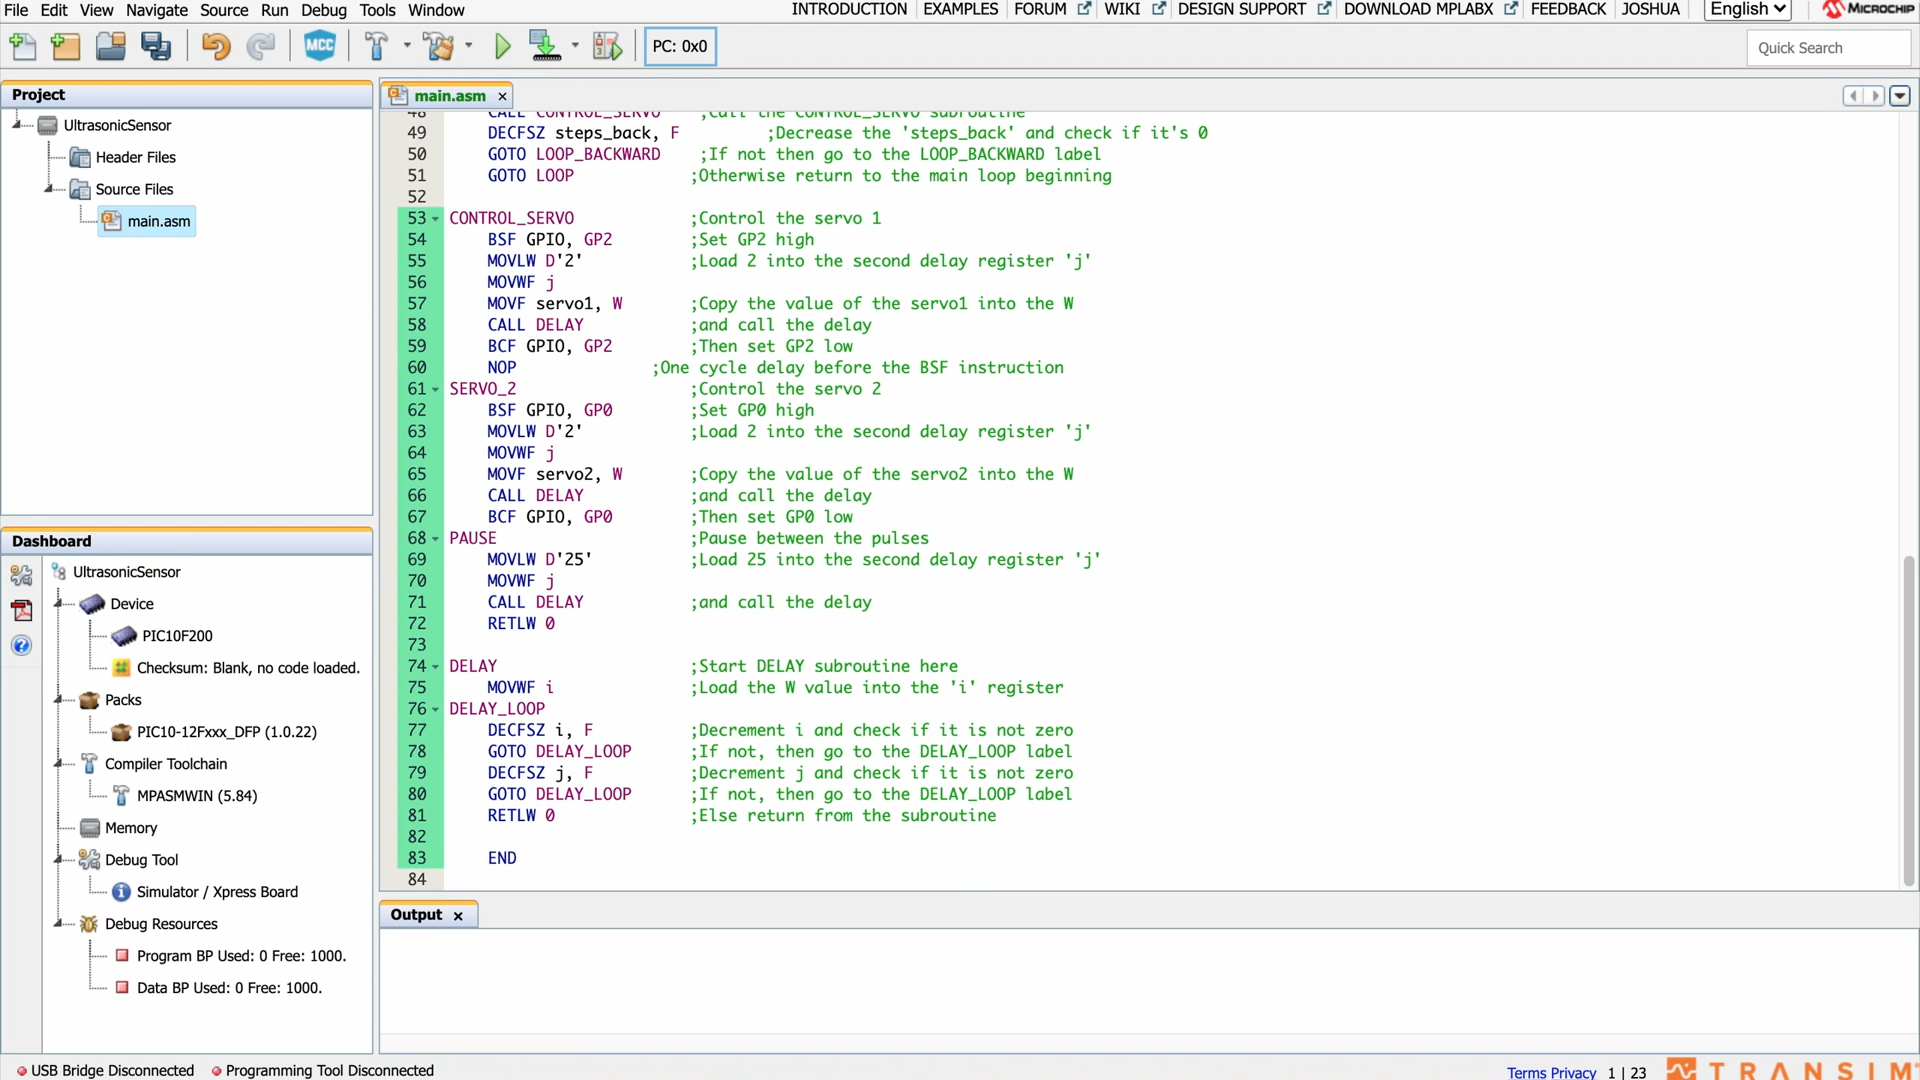 File Edit View Navigate Source Run Debug Tools Window
INTRODUCTION EXAMPLES FORUM WIKI DESIGN SUPPORT DOWNLOAD MPLABX FEEDBACK JOSHUA English MICROCHIP
MCC PC: 0x0 Quick Search
Project
UltrasonicSensor
Header Files
Source Files
main.asm
Dashboard
UltrasonicSensor
Device
PIC10F200
Checksum: Blank, no code loaded.
Packs
PIC10-12Fxxx_DFP (1.0.22)
Compiler Toolchain
MPASMWIN (5.84)
Memory
Debug Tool
Simulator / Xpress Board
Debug Resources
Program BP Used: 0 Free: 1000.
Data BP Used: 0 Free: 1000.
main.asm
48 CALL CONTROL_SERVO ;Call the CONTROL_SERVO subroutine
49 DECFSZ steps_back, F ;Decrease the 'steps_back' and check if it's 0
50 GOTO LOOP_BACKWARD ;If not then go to the LOOP_BACKWARD label
51 GOTO LOOP ;Otherwise return to the main loop beginning
52
53 CONTROL_SERVO ;Control the servo 1
54 BSF GPIO, GP2 ;Set GP2 high
55 MOVLW D'2' ;Load 2 into the second delay register 'j'
56 MOVWF j
57 MOVF servo1, W ;Copy the value of the servo1 into the W
58 CALL DELAY ;and call the delay
59 BCF GPIO, GP2 ;Then set GP2 low
60 NOP ;One cycle delay before the BSF instruction
61 SERVO_2 ;Control the servo 2
62 BSF GPIO, GP0 ;Set GP0 high
63 MOVLW D'2' ;Load 2 into the second delay register 'j'
64 MOVWF j
65 MOVF servo2, W ;Copy the value of the servo2 into the W
66 CALL DELAY ;and call the delay
67 BCF GPIO, GP0 ;Then set GP0 low
68 PAUSE ;Pause between the pulses
69 MOVLW D'25' ;Load 25 into the second delay register 'j'
70 MOVWF j
71 CALL DELAY ;and call the delay
72 RETLW 0
73
74 DELAY ;Start DELAY subroutine here
75 MOVWF i ;Load the W value into the 'i' register
76 DELAY_LOOP
77 DECFSZ i, F ;Decrement i and check if it is not zero
78 GOTO DELAY_LOOP ;If not, then go to the DELAY_LOOP label
79 DECFSZ j, F ;Decrement j and check if it is not zero
80 GOTO DELAY_LOOP ;If not, then go to the DELAY_LOOP label
81 RETLW 0 ;Else return from the subroutine
82
83 END
84
Output
USB Bridge Disconnected Programming Tool Disconnected
Terms Privacy 1 | 23 TRANSIM